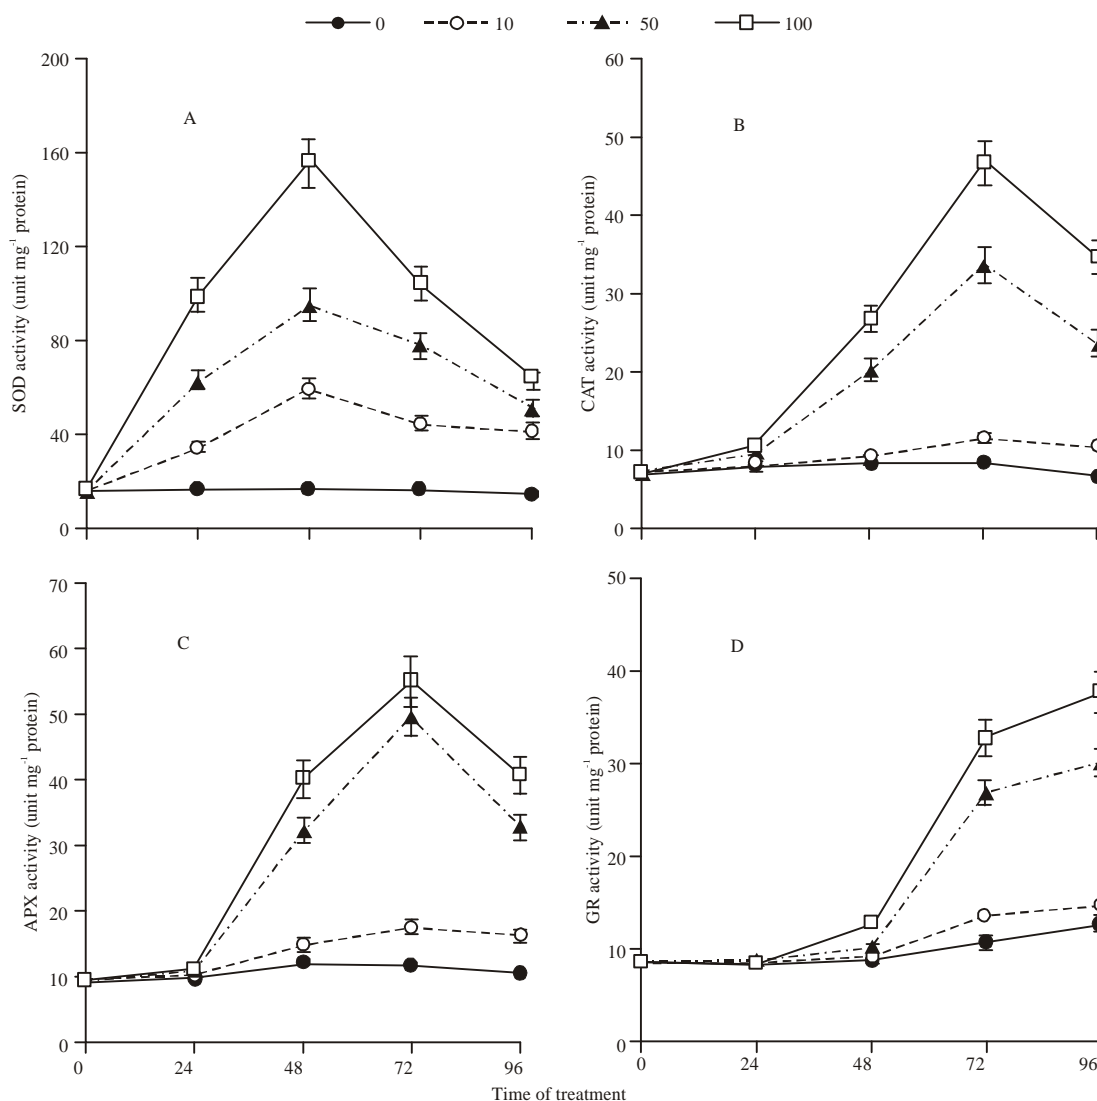 0 10 50 100
200
160
120
80
40
0
A
SOD activity (unit mg-1 protein)
60
50
40
30
20
10
0
B
CAT activity (unit mg-1 protein)
70
60
50
40
30
20
10
0
C
APX activity (unit mg-1 protein)
0 24 48 72 96
50
40
30
20
10
0
D
GR activity (unit mg-1 protein)
0 24 48 72 96
Time of treatment